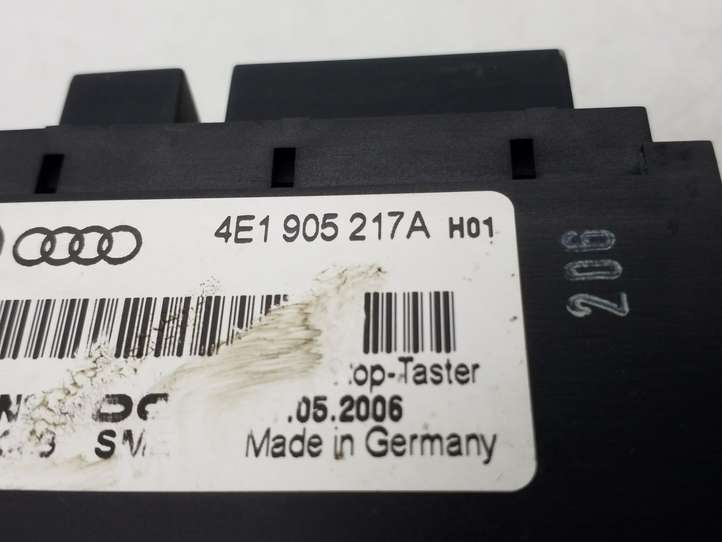 4E1 905 217A H01
op-Taster
.05.2006
Made in Germany
206